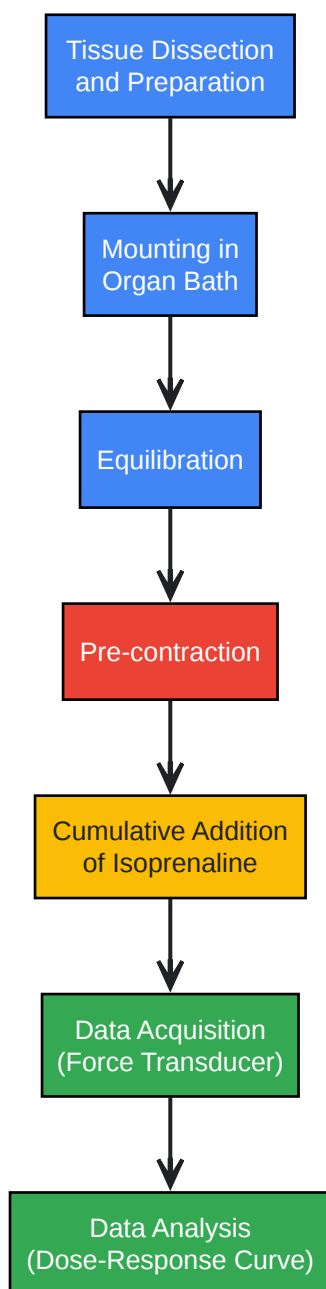 Tissue Dissection
and Preparation
Mounting in
Organ Bath
Equilibration
Pre-contraction
Cumulative Addition
of Isoprenaline
Data Acquisition
(Force Transducer)
Data Analysis
(Dose-Response Curve)